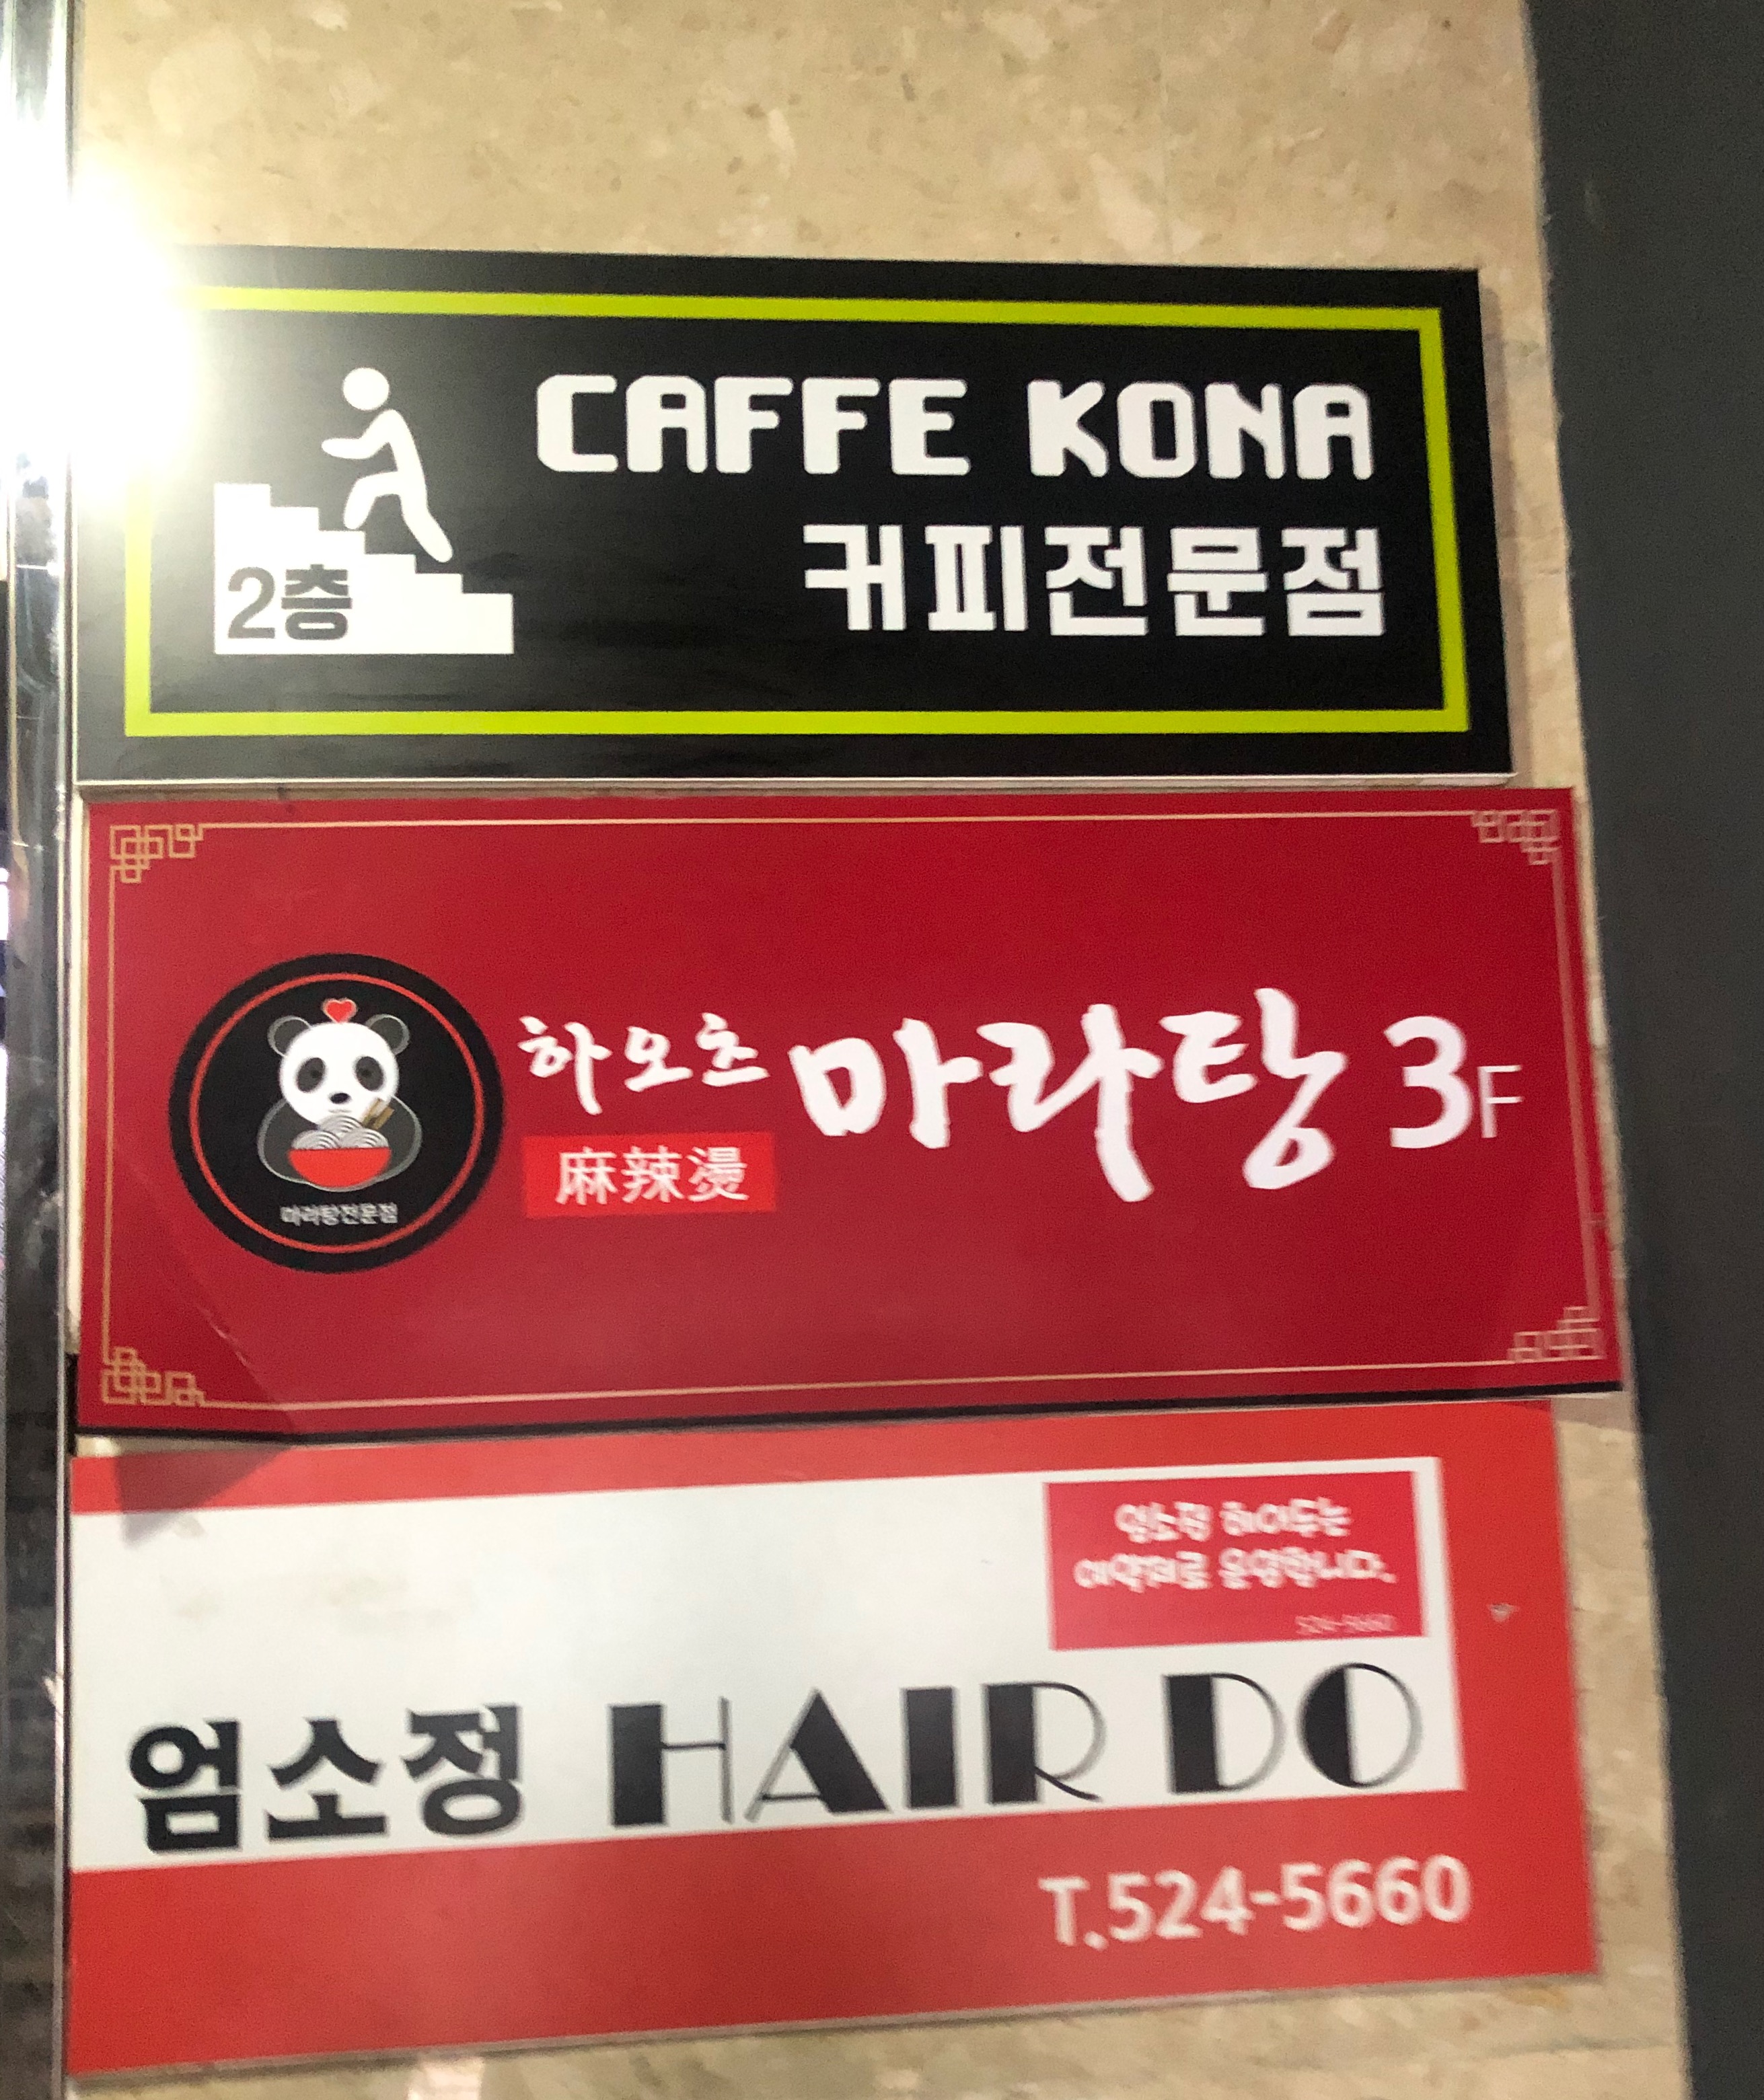 CAFFE KONA
커피전문점
2층
하오츠 마라탕 3F
麻辣燙
마라탕전문점
엄소정 헤어두는
예약제로 운영합니다.
524-5660
엄소정 HAIR DO
T.524-5660